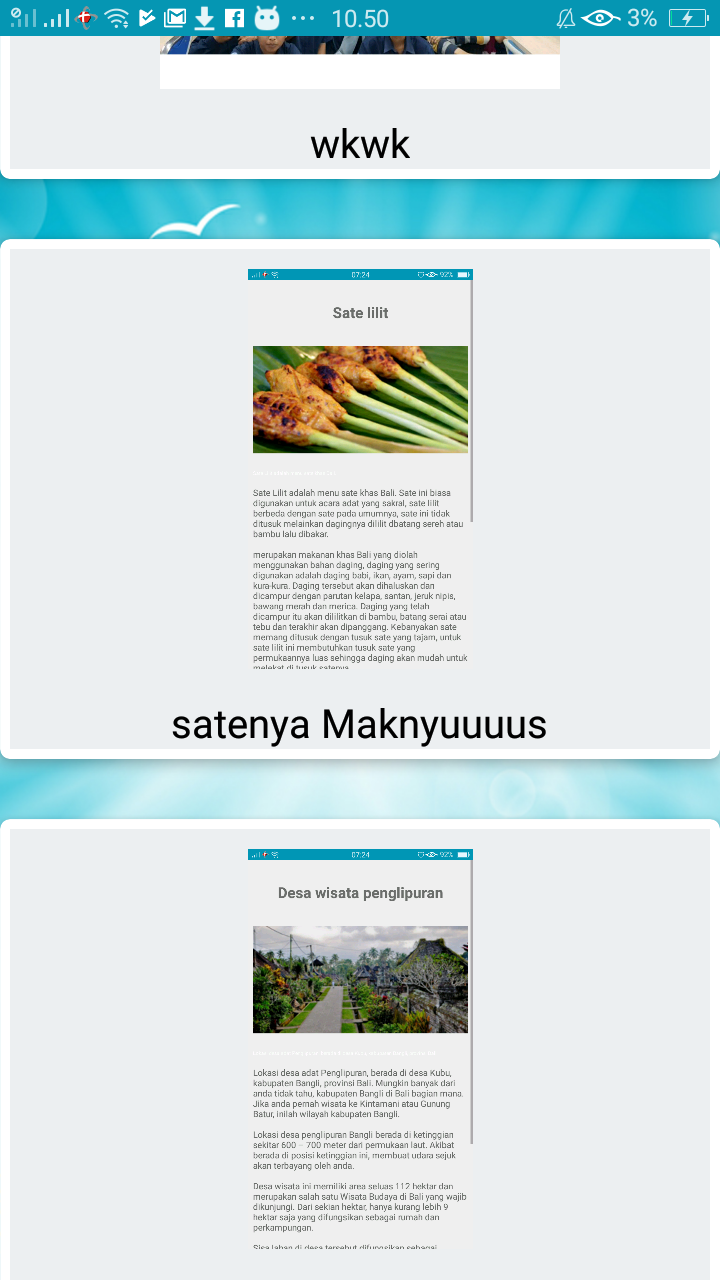 10.50
3%
wkwk
07:24
92%
Sate lilit
Sate Lilit adalah menu sate khas Bali. Sate ini biasa
digunakan untuk acara adat yang sakral, sate lilit
berbeda dengan sate pada umumnya, sate ini tidak
ditusuk melainkan dagingnya dililit dbatang sereh atau
bambu lalu dibakar.
merupakan makanan khas Bali yang diolah
menggunakan bahan daging, daging yang sering
digunakan adalah daging babi, ikan, ayam, sapi dan
kura-kura. Daging tersebut akan dihaluskan dan
dicampur dengan parutan kelapa, santan, jeruk nipis,
bawang merah dan merica. Daging yang telah
dicampur itu akan dililitkan di bambu, batang serai atau
tebu dan terakhir akan dipanggang. Kebanyakan sate
memang ditusuk dengan tusuk sate yang tajam, untuk
sate lilit ini membutuhkan tusuk sate yang
permukaannya luas sehingga daging akan mudah untuk
melekat di tusuk satenya
satenya Maknyuuuus
07:24
92%
Desa wisata penglipuran
Lokasi desa adat Penglipuran, berada di desa Kubu,
kabupaten Bangli, provinsi Bali. Mungkin banyak dari
anda tidak tahu, kabupaten Bangli di Bali bagian mana.
Jika anda pernah wisata ke Kintamani atau Gunung
Batur, inilah wilayah kabupaten Bangli.
Lokasi desa penglipuran Bangli berada di ketinggian
sekitar 600 – 700 meter dari permukaan laut. Akibat
berada di posisi ketinggian ini, membuat udara sejuk
akan terbayang oleh anda.
Desa wisata ini memiliki area seluas 112 hektar dan
merupakan salah satu Wisata Budaya di Bali yang wajib
dikunjungi. Dari sekian hektar, hanya kurang lebih 9
hektar saja yang difungsikan sebagai rumah dan
perkampungan.
Sisa lahan di desa tersebut difungsikan sebagai